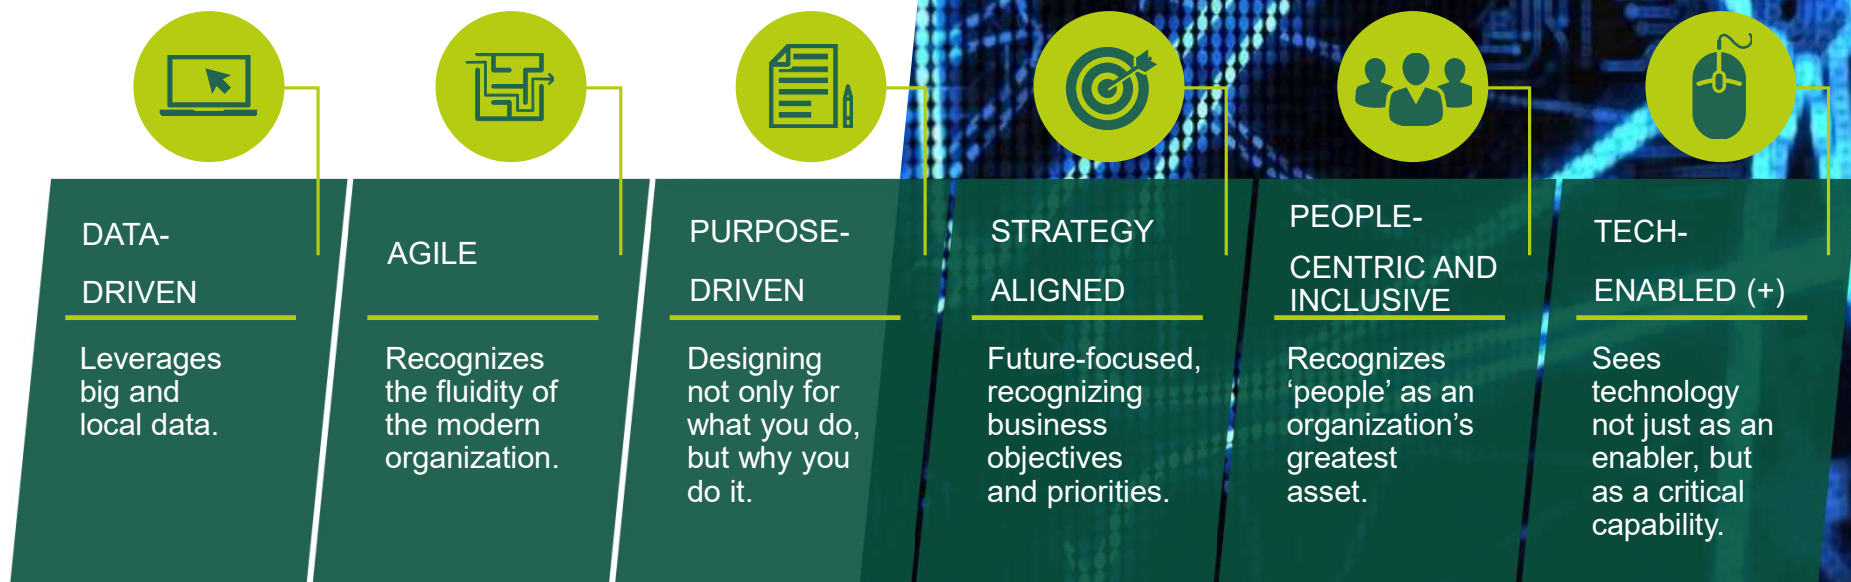 DATA-
DRIVEN
Leverages
big and
local data.
AGILE
Recognizes
the fluidity of
the modern
organization.
PURPOSE-
DRIVEN
Designing
not only for
what you do,
but why you
do it.
STRATEGY
ALIGNED
Future-focused,
recognizing
business
objectives
and priorities.
PEOPLE-
CENTRIC AND
INCLUSIVE
Recognizes
‘people’ as an
organization’s
greatest
asset.
TECH-
ENABLED (+)
Sees
technology
not just as an
enabler, but
as a critical
capability.